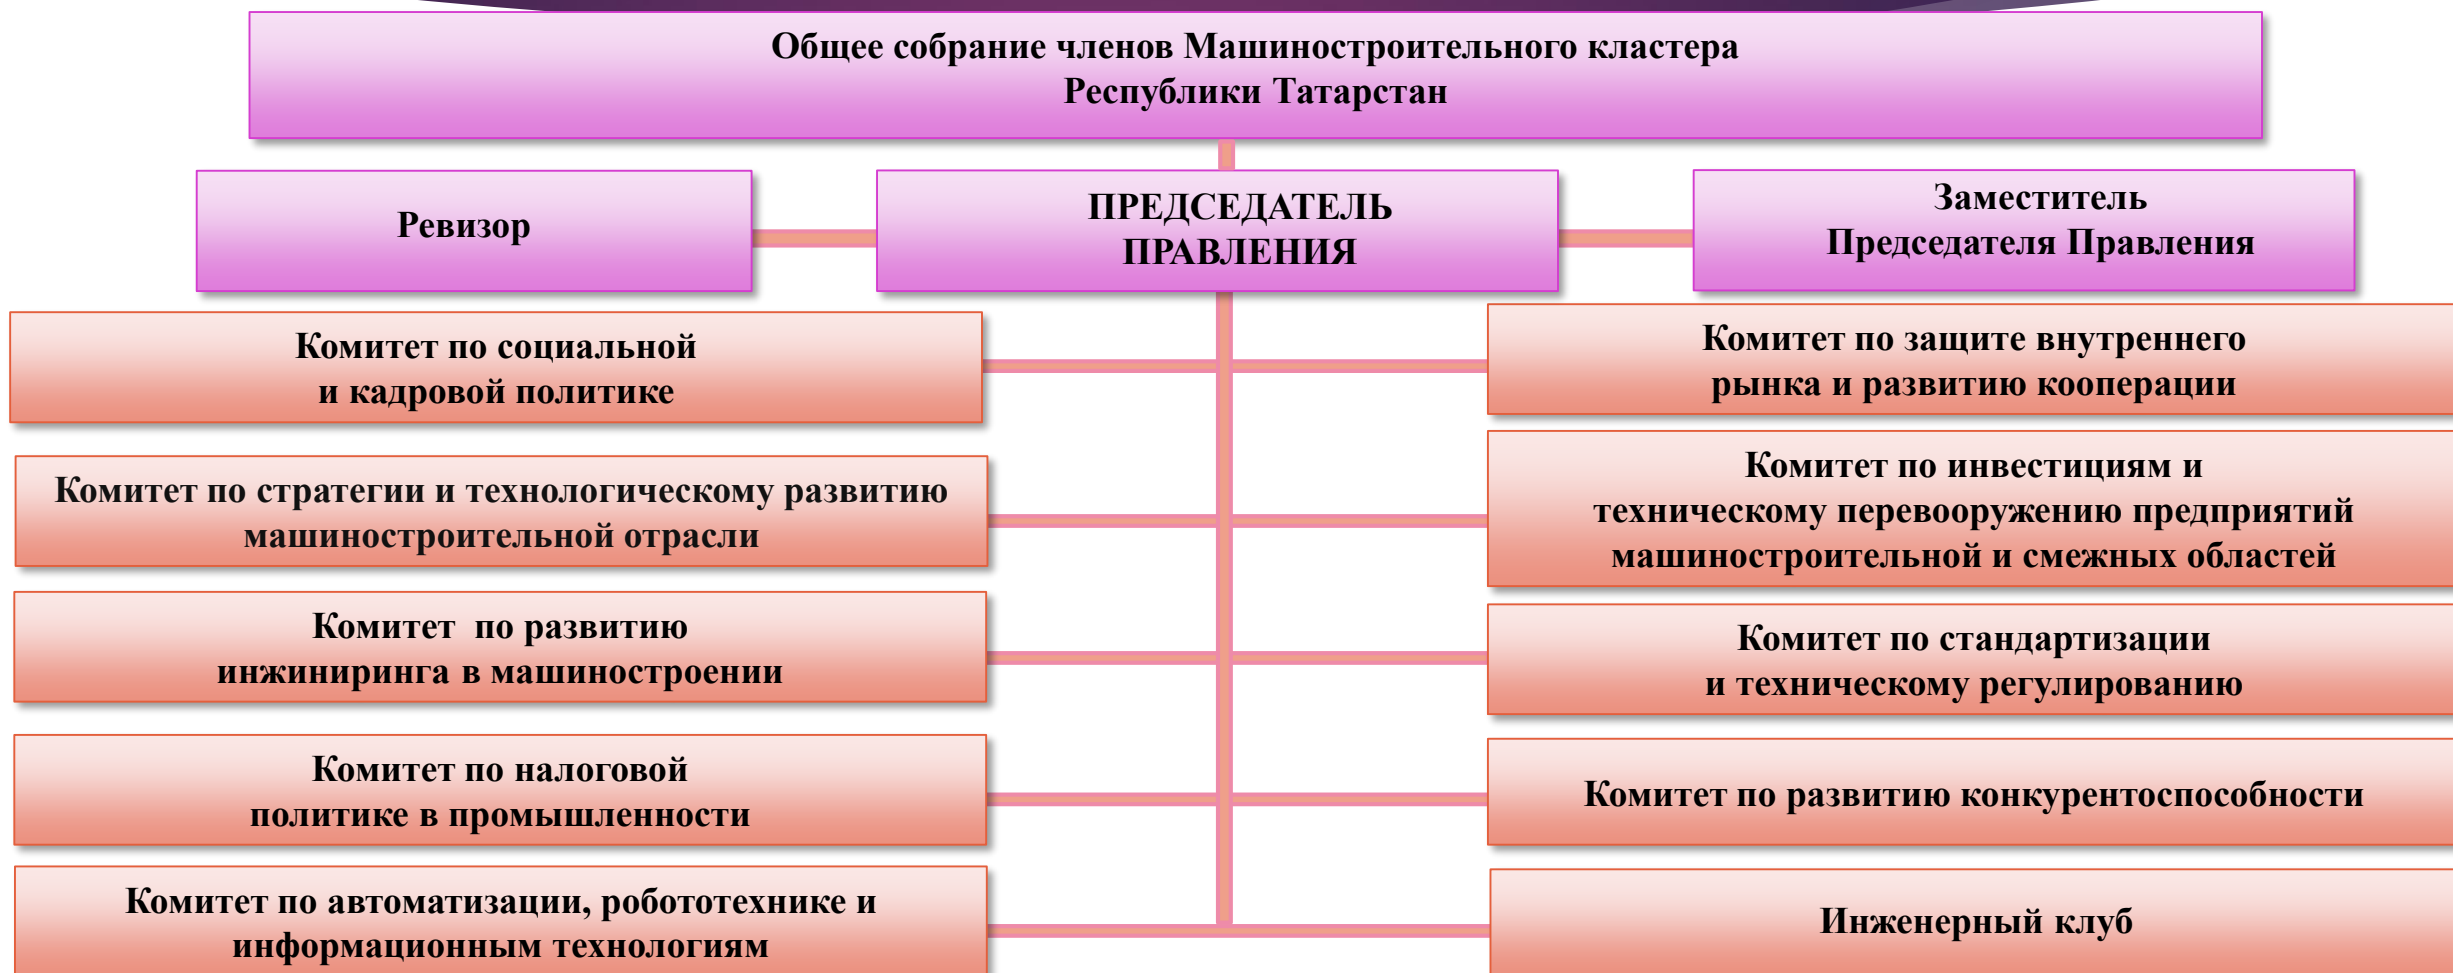 Общее собрание членов Машиностроительного кластера
Республики Татарстан
Ревизор
ПРЕДСЕДАТЕЛЬ
ПРАВЛЕНИЯ
Заместитель
Председателя Правления
Комитет по социальной
и кадровой политике
Комитет по защите внутреннего
рынка и развитию кооперации
Комитет по стратегии и технологическому развитию
машиностроительной отрасли
Комитет по инвестициям и
техническому перевооружению предприятий
машиностроительной и смежных областей
Комитет по развитию
инжиниринга в машиностроении
Комитет по стандартизации
и техническому регулированию
Комитет по налоговой
политике в промышленности
Комитет по развитию конкурентоспособности
Комитет по автоматизации, робототехнике и
информационным технологиям
Инженерный клуб